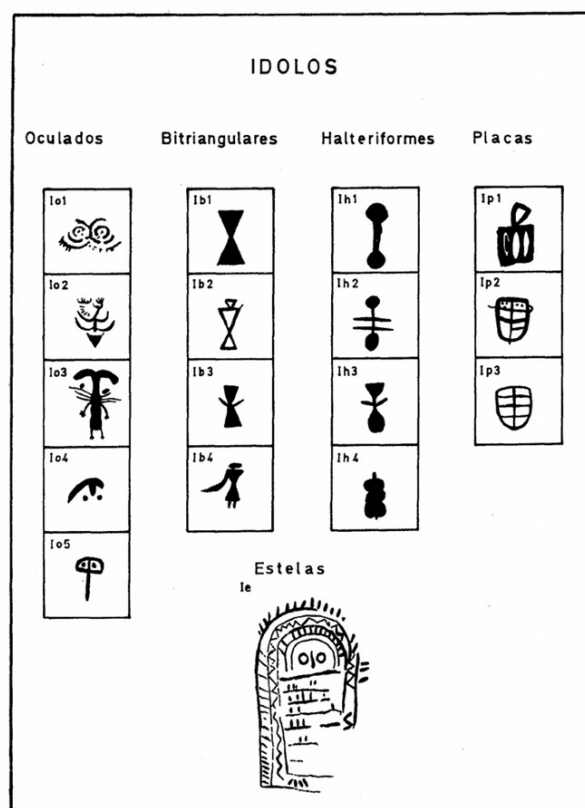 IDOLOS
Oculados
Bitriangulares
Halteriformes
Placas
Io1
Ib1
Ih1
Ip1
Io2
Ib2
Ih2
Ip2
Io3
Ib3
Ih3
Ip3
Io4
Ib4
Ih4
Io5
Estelas
Ie